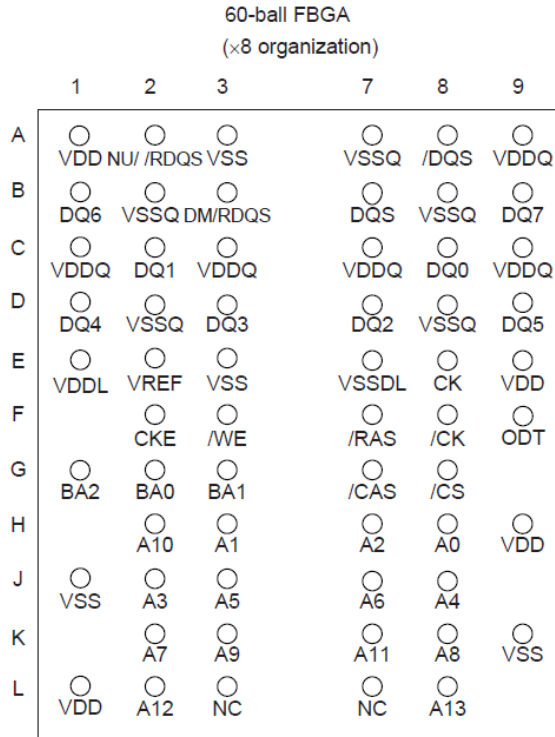 60-ball FBGA
(×8 organization)
1 2 3 7 8 9
A
VDD NU/ /RDQS VSS VSSQ /DQS VDDQ
B
DQ6 VSSQ DM/RDQS DQS VSSQ DQ7
C
VDDQ DQ1 VDDQ VDDQ DQ0 VDDQ
D
DQ4 VSSQ DQ3 DQ2 VSSQ DQ5
E
VDDL VREF VSS VSSDL CK VDD
F
CKE /WE /RAS /CK ODT
G
BA2 BA0 BA1 /CAS /CS
H
A10 A1 A2 A0 VDD
J
VSS A3 A5 A6 A4
K
A7 A9 A11 A8 VSS
L
VDD A12 NC NC A13